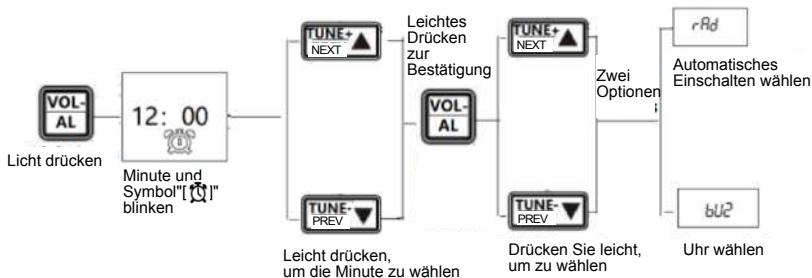 VOL-
AL
Licht drücken
12: 00
Minute und
Symbol"[⏰]"
blinken
TUNE+
NEXT
TUNE-
PREV
Leicht drücken,
um die Minute zu wählen
Leichtes
Drücken
zur
Bestätigung
VOL-
AL
TUNE+
NEXT
TUNE-
PREV
Drücken Sie leicht,
um zu wählen
Zwei
Optionen
rAd
Automatisches
Einschalten wählen
bUZ
Uhr wählen